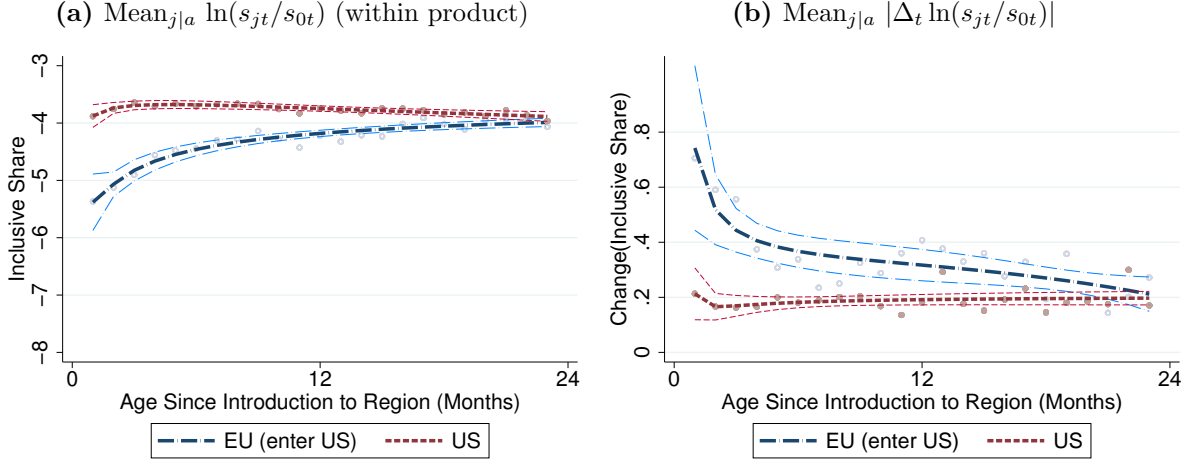 (a) Mean_{j|a} ln(s_{jt}/s_{0t}) (within product)
Inclusive Share
−3
−4
−5
−6
−7
−8
0
12
24
Age Since Introduction to Region (Months)
EU (enter US)
US
(b) Mean_{j|a} |Δ_t ln(s_{jt}/s_{0t})|
Change(Inclusive Share)
.8
.6
.4
.2
0
0
12
24
Age Since Introduction to Region (Months)
EU (enter US)
US